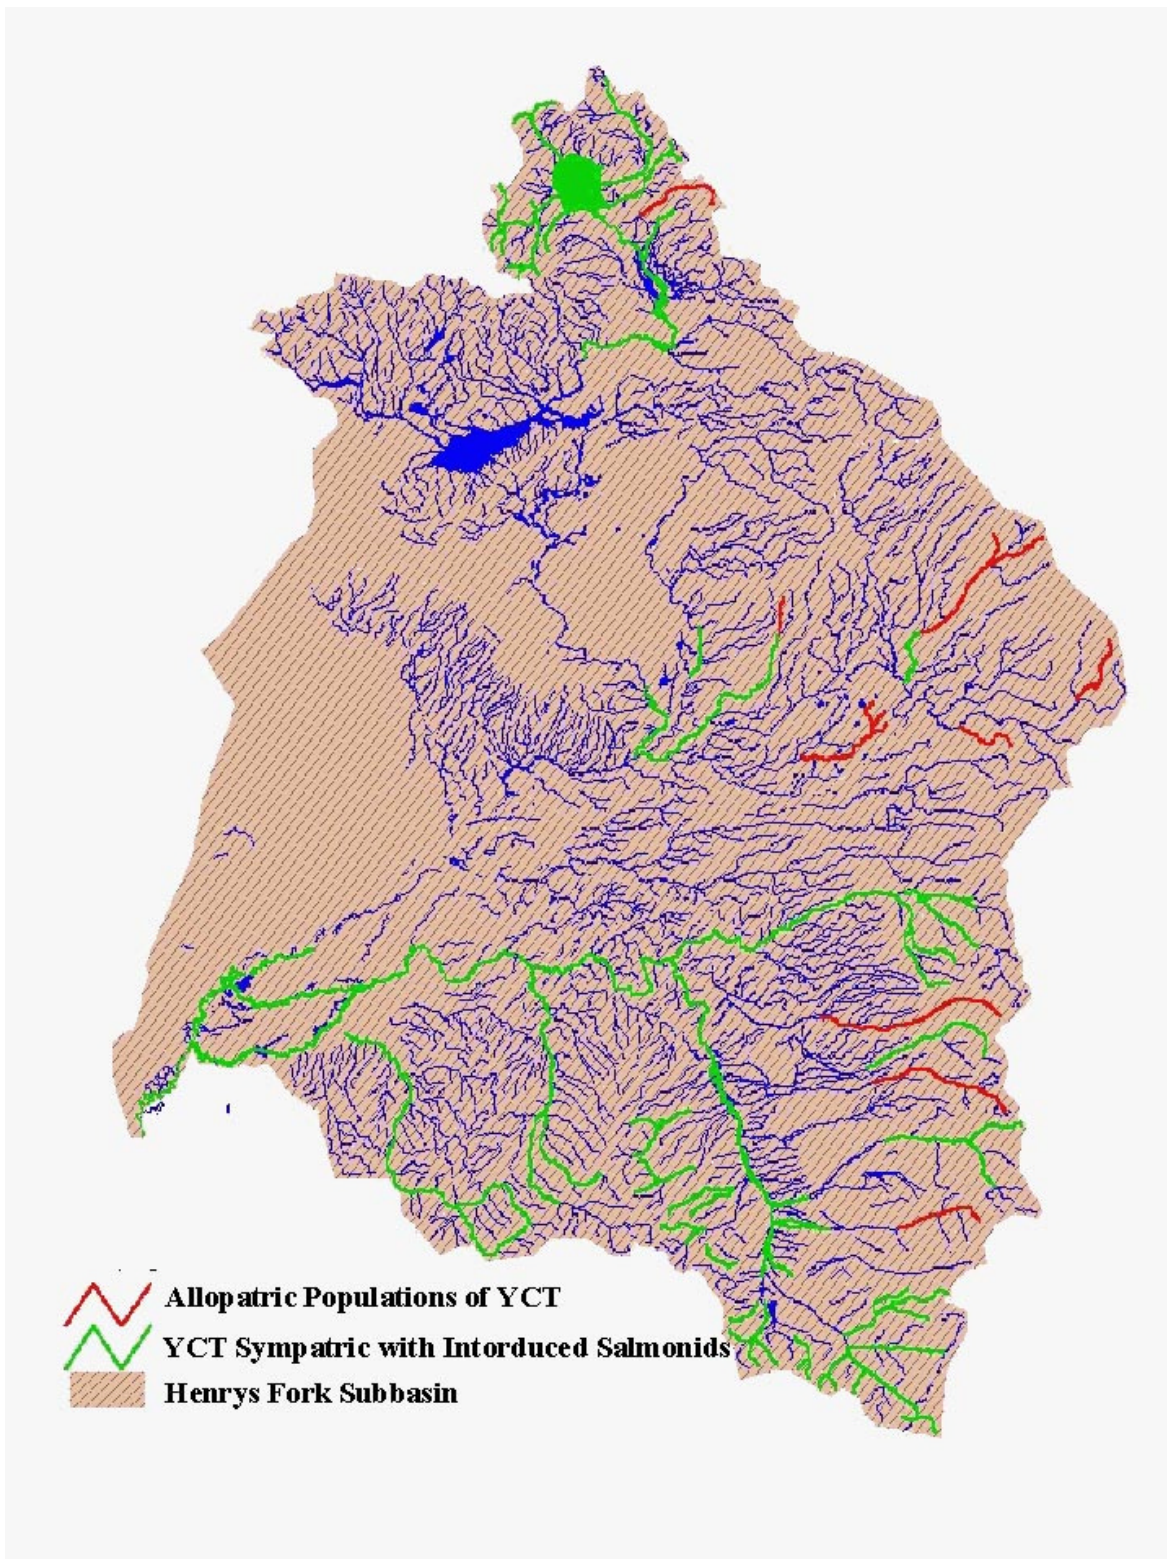 Allopatric Populations of YCT
YCT Sympatric with Intorduced Salmonids
Henrys Fork Subbasin